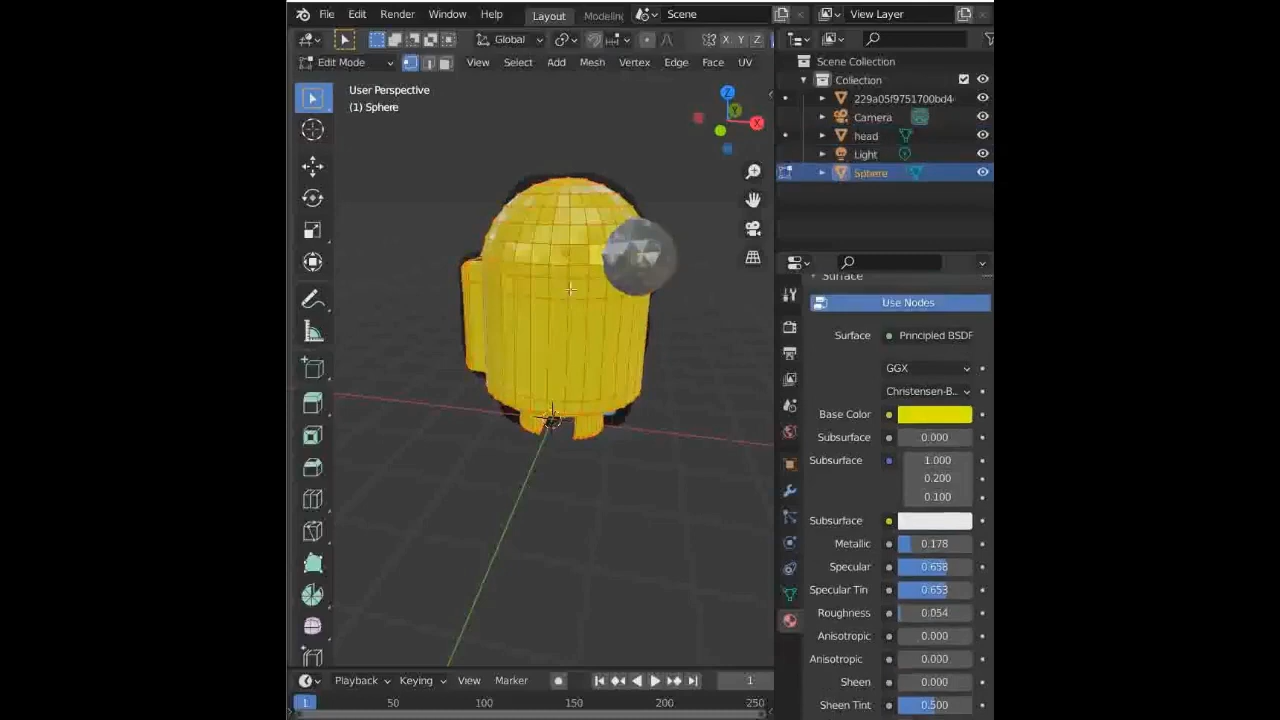 File Edit Render Window Help Layout Modeling Scene View Layer
Global X Y Z
Edit Mode View Select Add Mesh Vertex Edge Face UV
User Perspective
(1) Sphere
Z
Y
X
Scene Collection
Collection
229a05f9751700bd4
Camera
head
Light
Sphere
Surface
Use Nodes
Surface Principled BSDF
GGX
Christensen-B..
Base Color
Subsurface 0.000
Subsurface 1.000
0.200
0.100
Subsurface
Metallic 0.178
Specular 0.658
Specular Tin 0.653
Roughness 0.054
Anisotropic 0.000
Anisotropic 0.000
Sheen 0.000
Sheen Tint 0.500
Playback Keying View Marker 1
1 50 100 150 200 250